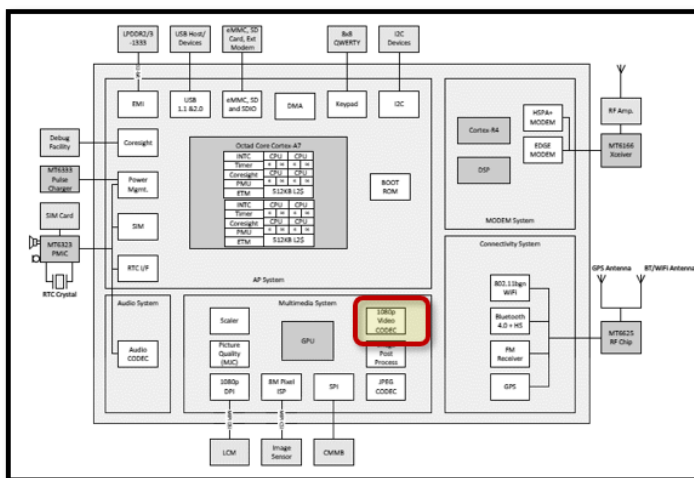 LPDDR2/3
-1333
USB Host/
Devices
eMMC, SD
Card, Ext
Modem
8x8
QWERTY
I2C
Devices
EMI
USB
1.1 &2.0
eMMC, SD
and SDIO
DMA
Keypad
I2C
Debug
Facility
Coresight
MT6333
Pulse
Charger
Power
Mgmt.
SIM Card
SIM
MT6323
PMIC
RTC I/F
RTC Crystal
Octad Core Cortex-A7
INTC CPU CPU
Timer
Coresight CPU CPU
PMU
ETM 512KB L2$
INTC CPU CPU
Timer
Coresight CPU CPU
PMU
ETM 512KB L2$
BOOT
ROM
AP System
Cortex-R4
DSP
HSPA+
MODEM
EDGE
MODEM
MODEM System
RF Amp.
MT6166
Xceiver
Audio System
Audio
CODEC
Multimedia System
Scaler
GPU
1080p
Video
CODEC
Picture
Quality
(MJC)
Post
Process
1080p
DPI
8M Pixel
ISP
SPI
JPEG
CODEC
LCM
Image
Sensor
CMMB
Connectivity System
802.11bgn
WiFi
Bluetooth
4.0 + HS
FM
Receiver
GPS
GPS Antenna
BT/WiFi Antenna
MT6625
RF Chip